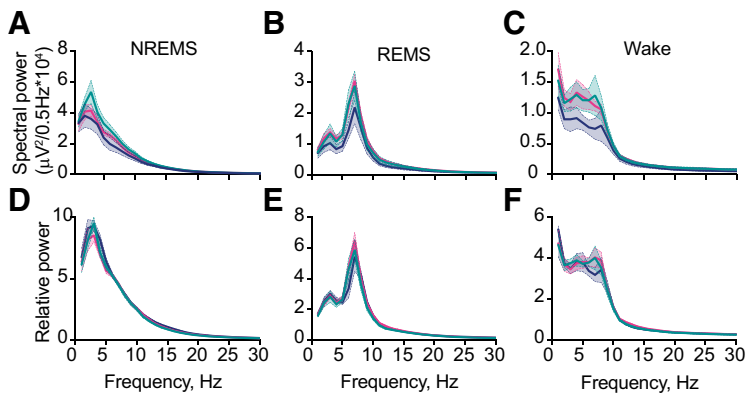 A
B
C
NREMS
REMS
Wake
Spectral power
(μV²/0.5Hz*10⁴)
8
6
4
2
0
4
3
2
1
0
2.0
1.5
1.0
0.5
0
D
E
F
Relative power
10
5
0
8
6
4
2
0
6
4
2
0
0 5 10 15 20 25 30
0 5 10 15 20 25 30
0 5 10 15 20 25 30
Frequency, Hz
Frequency, Hz
Frequency, Hz